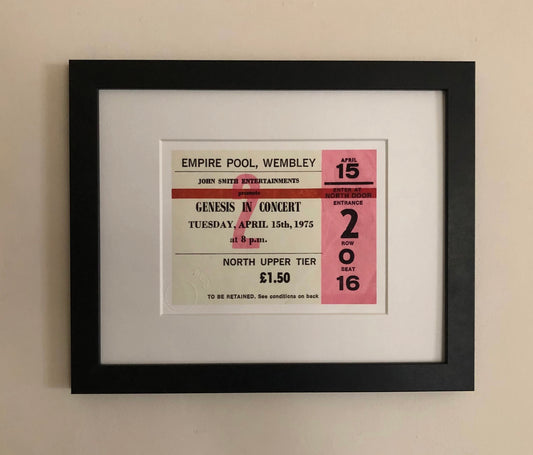 EMPIRE POOL, WEMBLEY
JOHN SMITH ENTERTAINMENTS
promote
2
GENESIS IN CONCERT
TUESDAY, APRIL 15th, 1975
at 8 p.m.
NORTH UPPER TIER
£1.50
TO BE RETAINED. See conditions on back
APRIL
15
ENTER AT
NORTH DOOR
ENTRANCE
2
ROW
O
SEAT
16